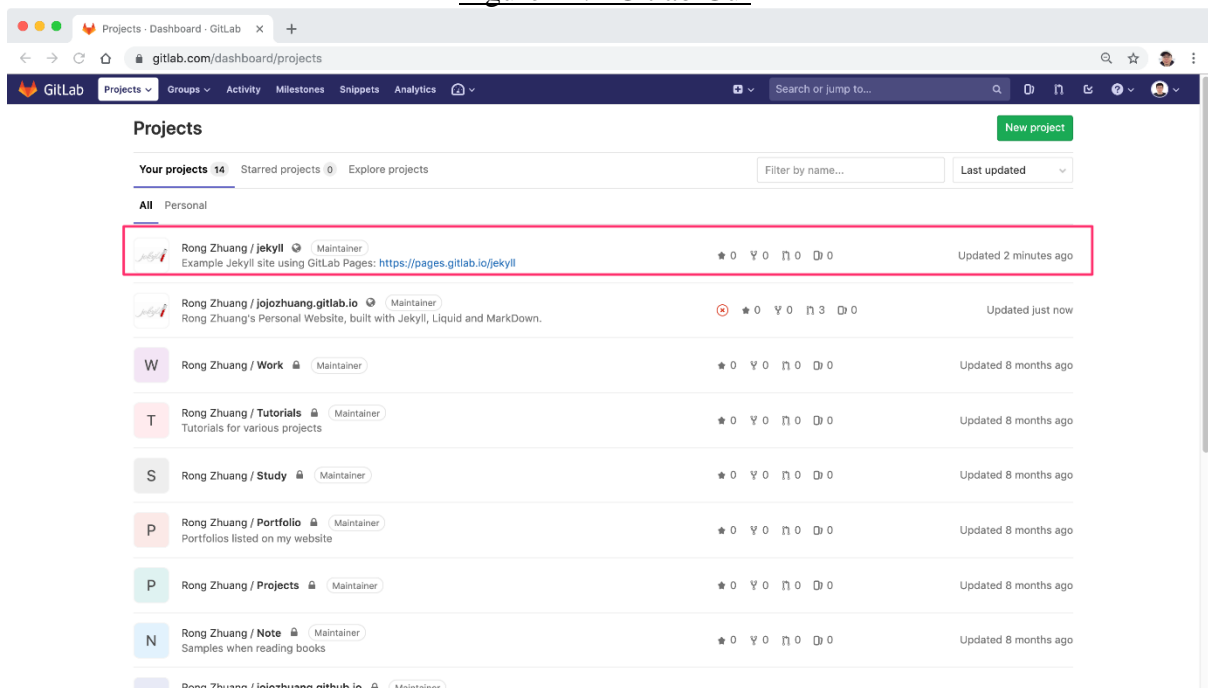 Projects · Dashboard · GitLab
gitlab.com/dashboard/projects
GitLab Projects Groups Activity Milestones Snippets Analytics Search or jump to...
Projects New project
Your projects 14 Starred projects 0 Explore projects Filter by name... Last updated
All Personal
Rong Zhuang / jekyll Maintainer
Example Jekyll site using GitLab Pages: https://pages.gitlab.io/jekyll 0 0 0 0 Updated 2 minutes ago
Rong Zhuang / jojozhuang.gitlab.io Maintainer
Rong Zhuang's Personal Website, built with Jekyll, Liquid and MarkDown. 0 0 3 0 Updated just now
W Rong Zhuang / Work Maintainer 0 0 0 0 Updated 8 months ago
T Rong Zhuang / Tutorials Maintainer
Tutorials for various projects 0 0 0 0 Updated 8 months ago
S Rong Zhuang / Study Maintainer 0 0 0 0 Updated 8 months ago
P Rong Zhuang / Portfolio Maintainer
Portfolios listed on my website 0 0 0 0 Updated 8 months ago
P Rong Zhuang / Projects Maintainer 0 0 0 0 Updated 8 months ago
N Rong Zhuang / Note Maintainer
Samples when reading books 0 0 0 0 Updated 8 months ago
Rong Zhuang / jojozhuang.github.io Maintainer